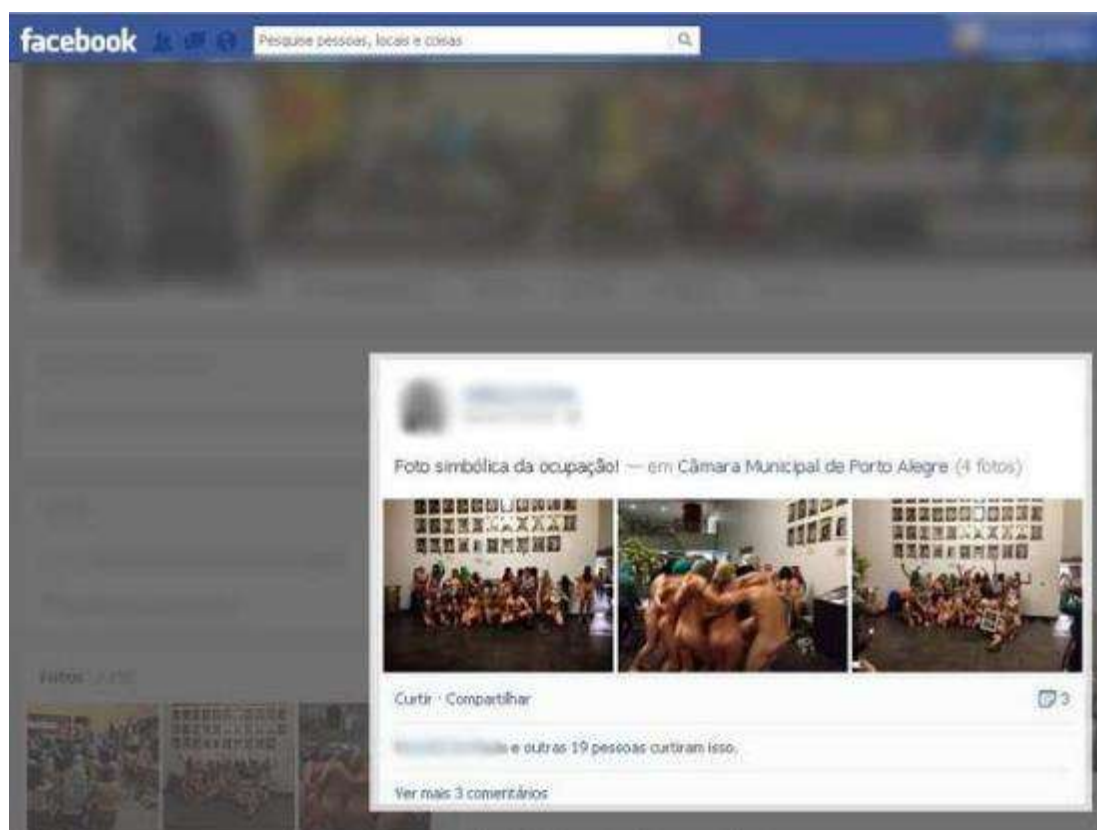 facebook
Pesquise pessoas, locais e coisas
Foto simbólica da ocupação! — em Câmara Municipal de Porto Alegre (4 fotos)
Curtir · Compartilhar
3
e outras 19 pessoas curtiram isso.
Ver mais 3 comentários
Fotos